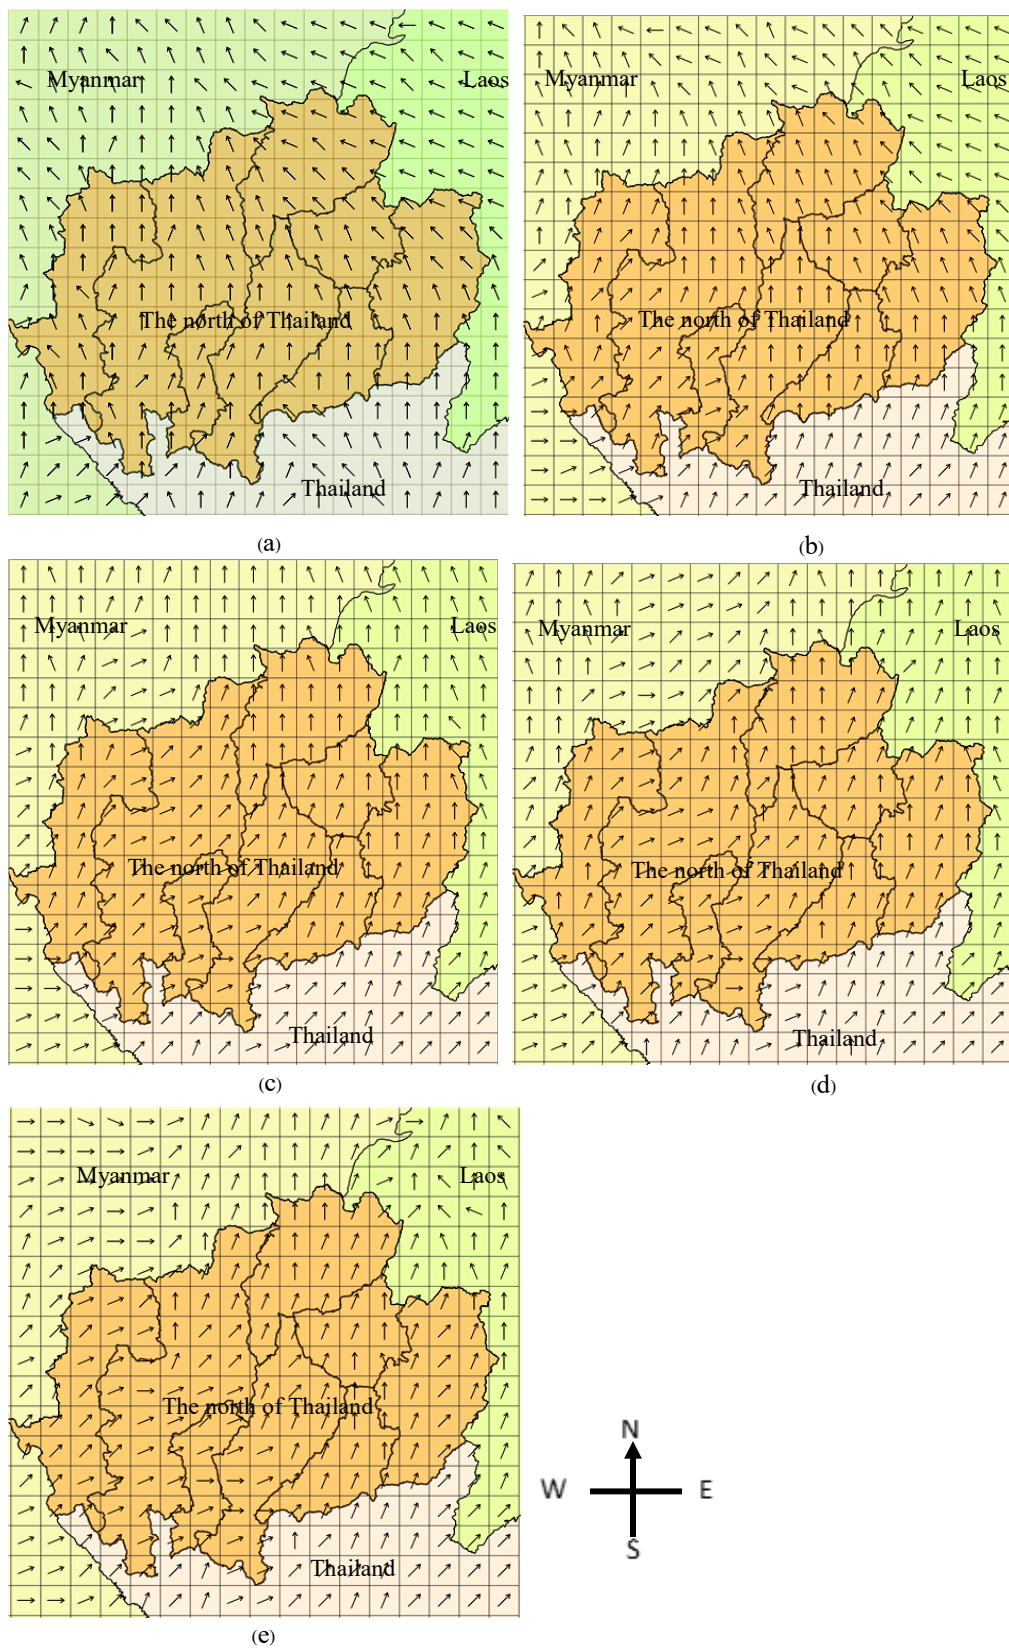 Myanmar
Laos
The north of Thailand
Thailand
(a)
Myanmar
Laos
The north of Thailand
Thailand
(b)
Myanmar
Laos
The north of Thailand
Thailand
(c)
Myanmar
Laos
The north of Thailand
Thailand
(d)
Myanmar
Laos
The north of Thailand
Thailand
(e)
N
W E
S